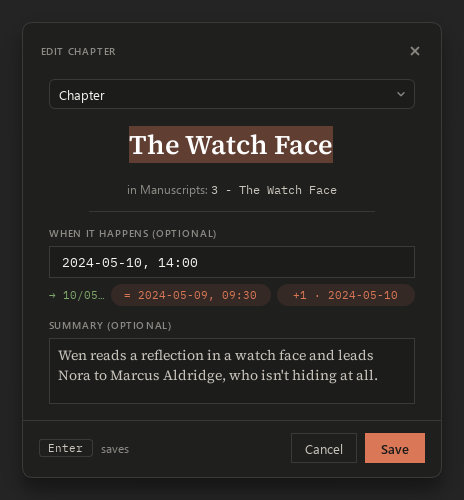 EDIT CHAPTER
Chapter
The Watch Face
in Manuscripts: 3 - The Watch Face
WHEN IT HAPPENS (OPTIONAL)
2024-05-10, 14:00
→ 10/05… = 2024-05-09, 09:30 +1 · 2024-05-10
SUMMARY (OPTIONAL)
Wen reads a reflection in a watch face and leads
Nora to Marcus Aldridge, who isn't hiding at all.
Enter saves Cancel Save